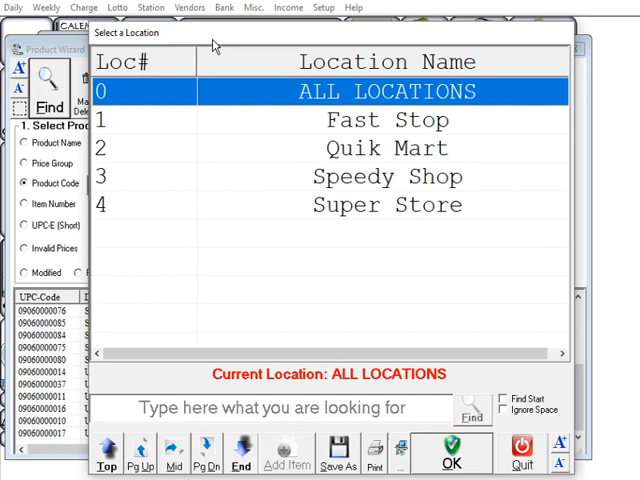 Daily Weekly Charge Lotto Station Vendors Bank Misc. Income Setup Help
CALEN
Product Wizard
Find
Ma
Dele
1. Select Proc
Product Name
Price Group
Product Code
Item Number
UPC-E (Short)
Invalid Prices
Modified
UPC-Code
09060000076
09060000085
09060000084
09060000075
09060000080
09060000014
09060000037
09060000011
09060000016
09060000010
09060000017
Select a Location
Loc# Location Name
0 ALL LOCATIONS
1 Fast Stop
2 Quik Mart
3 Speedy Shop
4 Super Store
Current Location: ALL LOCATIONS
Type here what you are looking for
Find
Find Start
Ignore Space
Top Pg Up Mid Pg Dn End Add Item Save As Print ... OK Quit
A+
A-